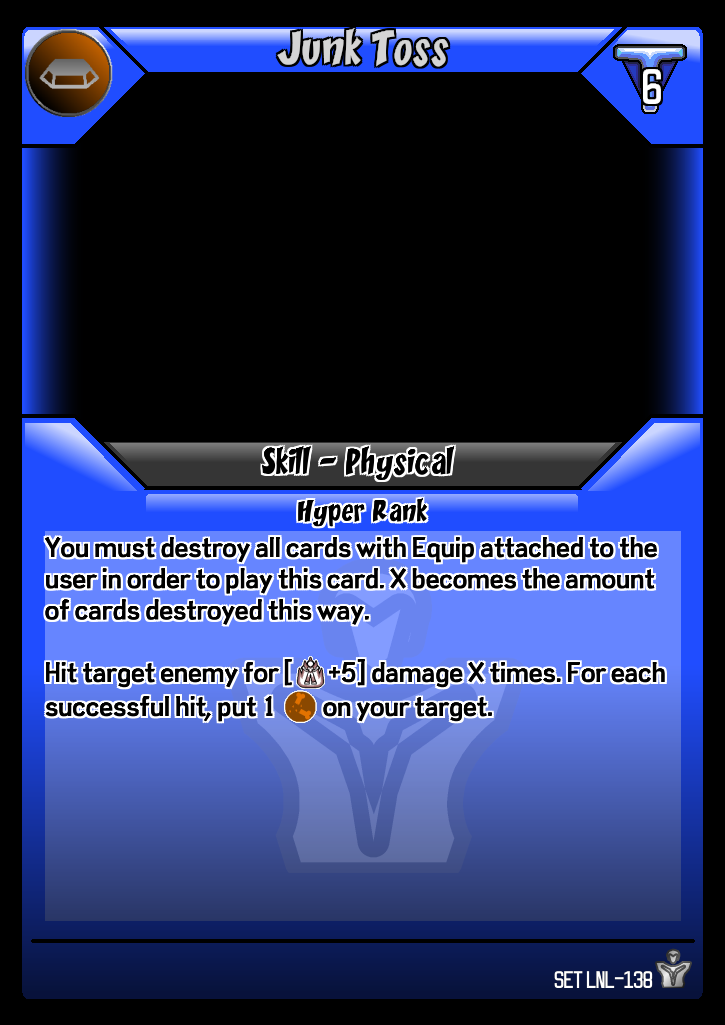 Junk Toss
6
Skill - Physical
Hyper Rank
You must destroy all cards with Equip attached to the
user in order to play this card. X becomes the amount
of cards destroyed this way.
Hit target enemy for [ +5] damage X times. For each
successful hit, put 1 on your target.
SET LNL-138